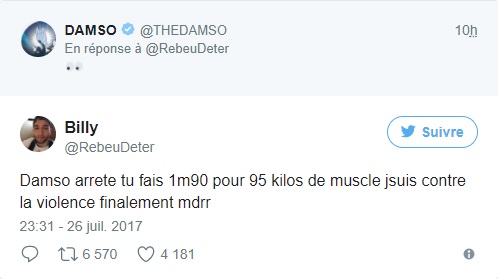 DAMSO @THEDAMSO 10h
En réponse à @RebeuDeter
👀
Billy
@RebeuDeter
Suivre
Damso arrete tu fais 1m90 pour 95 kilos de muscle jsuis contre
la violence finalement mdrr
23:31 - 26 juil. 2017
6 570 4 181